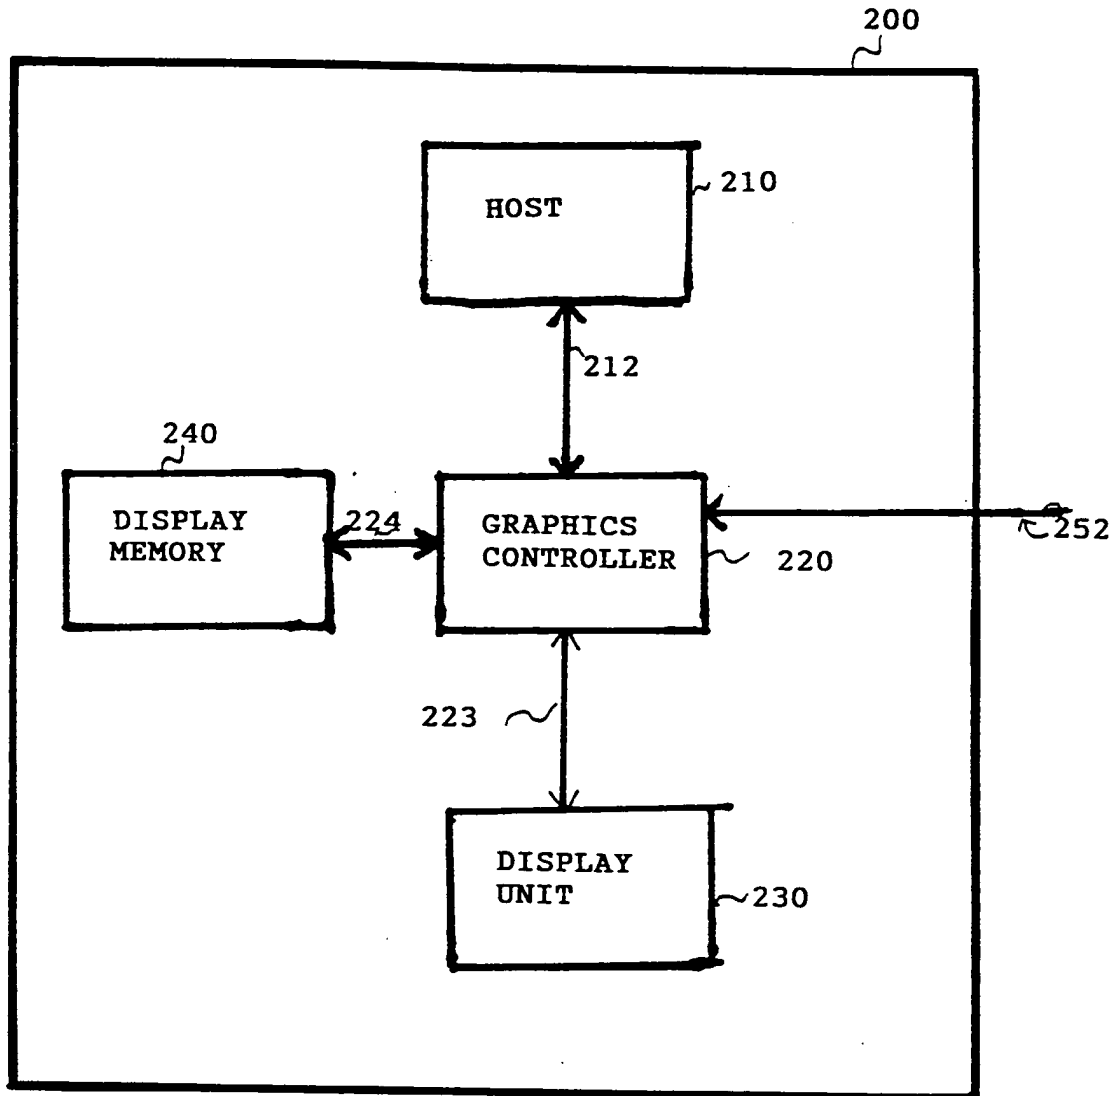 200
HOST
210
212
240
DISPLAY
MEMORY
224
GRAPHICS
CONTROLLER
220
252
223
DISPLAY
UNIT
230